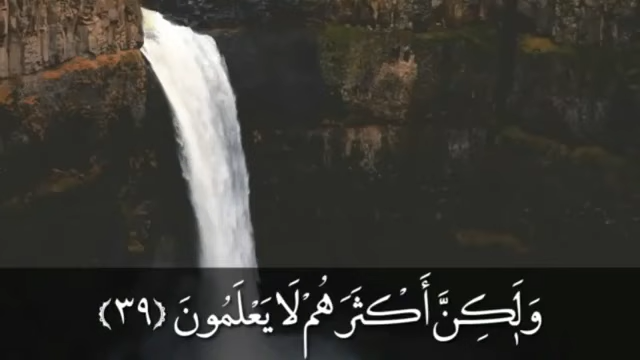 وَلَٰكِنَّ أَكْثَرَهُمْ لَا يَعْلَمُونَ ﴿٣٩﴾